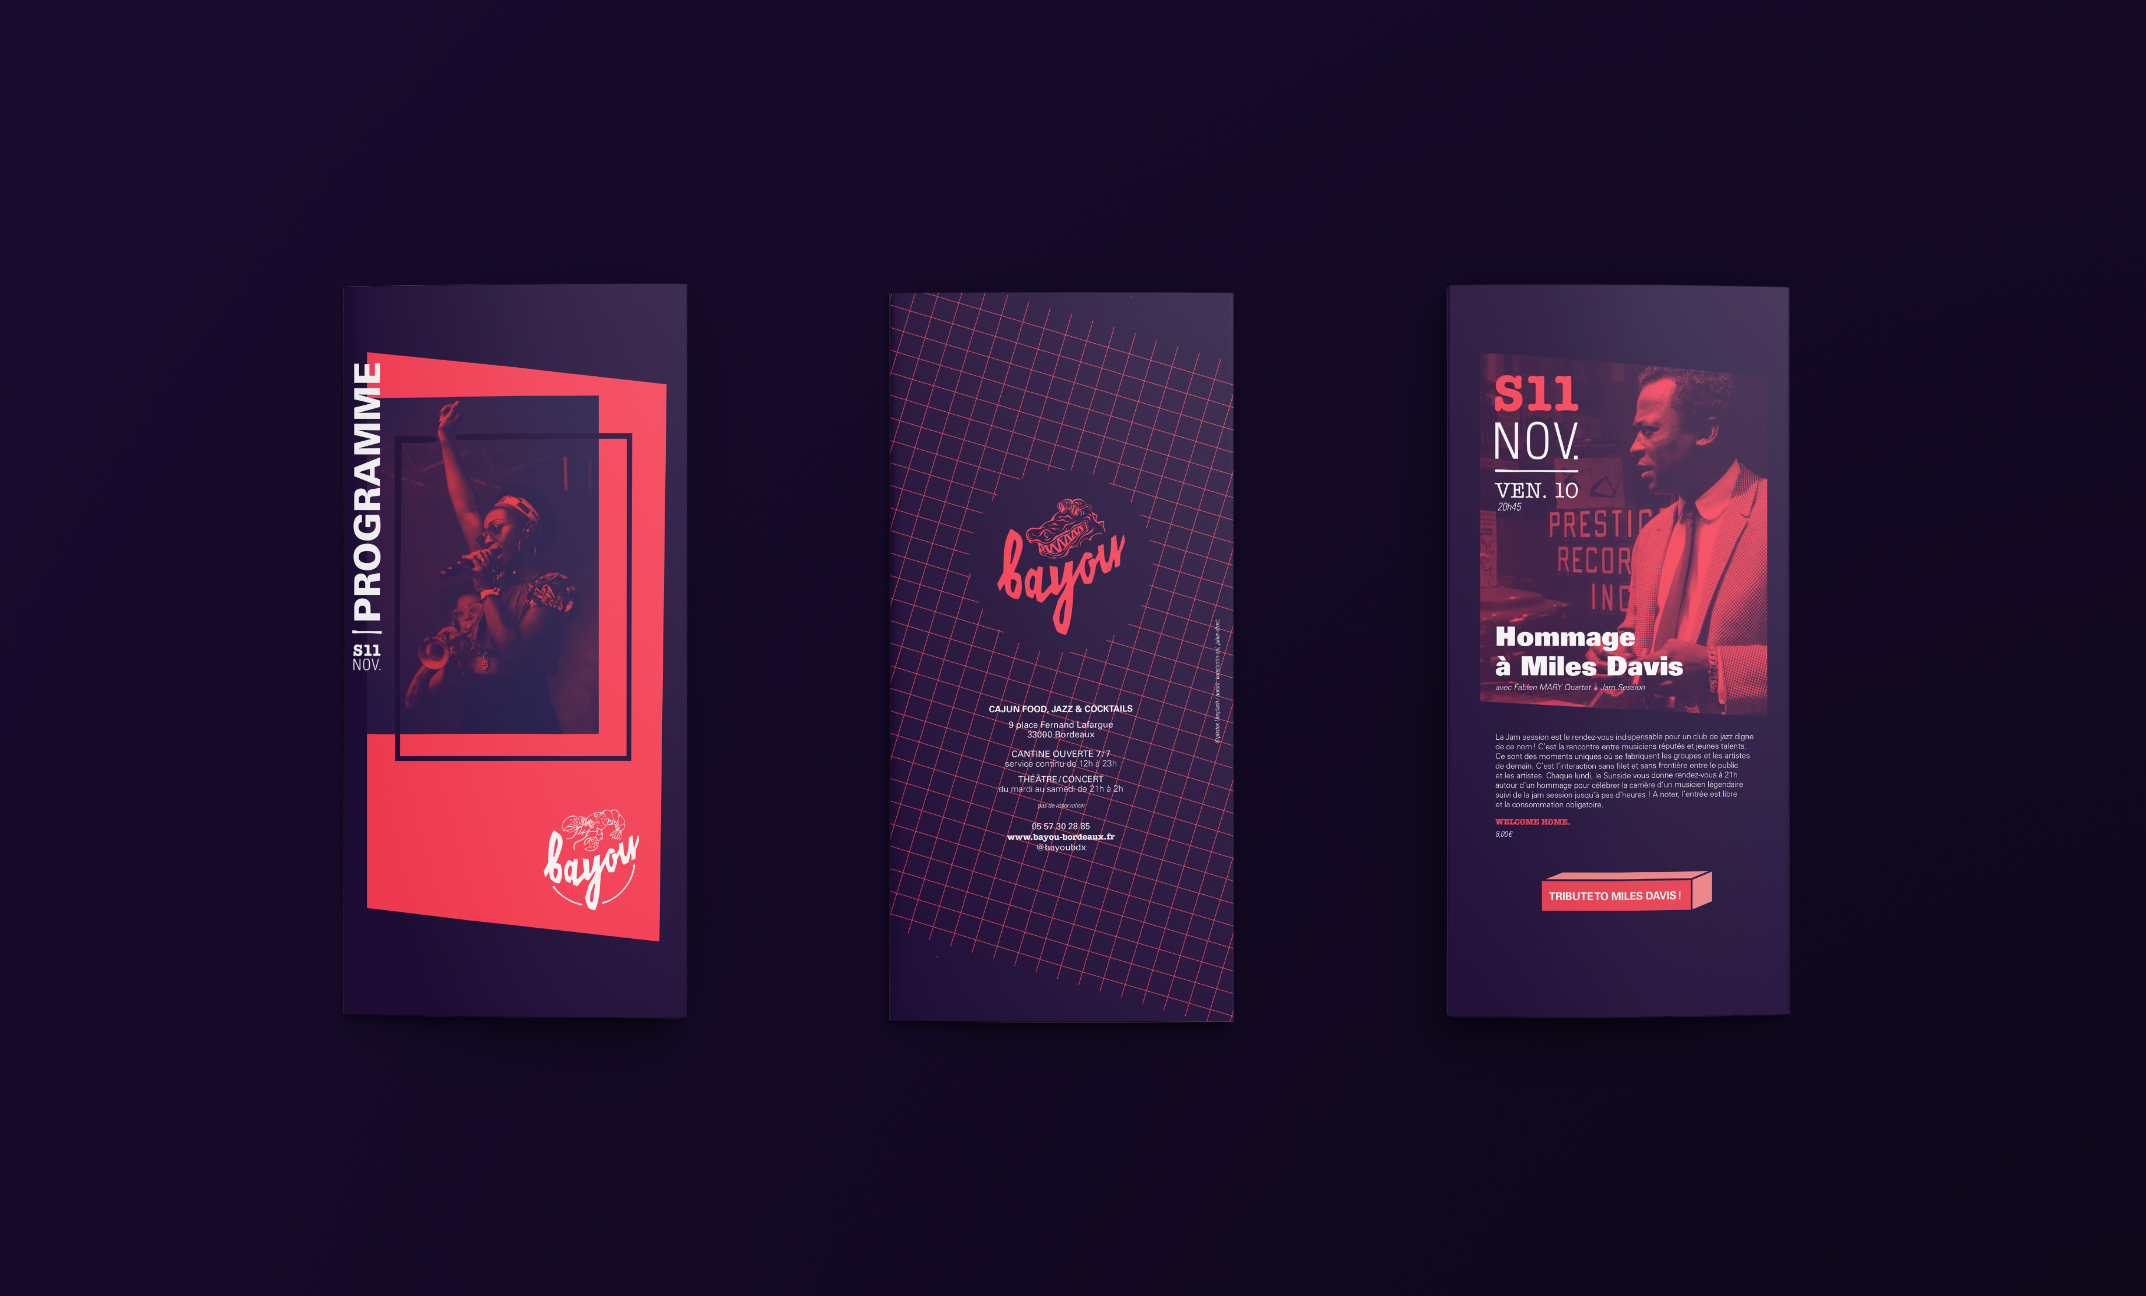 PROGRAMME
S11
NOV.
bayou
bayou
CAJUN FOOD, JAZZ & COCKTAILS
9 place Fernand Lafargue
33000 Bordeaux
CANTINE OUVERTE 7/7
service continu de 12h à 23h
THÉÂTRE/CONCERT
du mardi au samedi de 21h à 2h
pas de réservation
05 57 30 28 85
www.bayou-bordeaux.fr
@bayoubdx
S11
NOV.
VEN. 10
20h45
PRESTIG
RECOR
INC
Hommage
à Miles Davis
avec Fabien MARY Quartet + Jam Session
La Jam session est le rendez-vous indispensable pour un club de jazz digne
de ce nom ! C'est la rencontre entre musiciens réputés et jeunes talents.
Ce sont des moments uniques où se fabriquent les groupes et les artistes
de demain. C'est l'interaction sans filet et sans frontière entre le public
et les artistes. Chaque lundi, le Sunside vous donne rendez-vous à 21h
autour d'un hommage pour célébrer la carrière d'un musicien légendaire
suivi de la jam session jusqu'à pas d'heures ! A noter, l'entrée est libre
et la consommation obligatoire.
WELCOME HOME.
TRIBUTE TO MILES DAVIS !